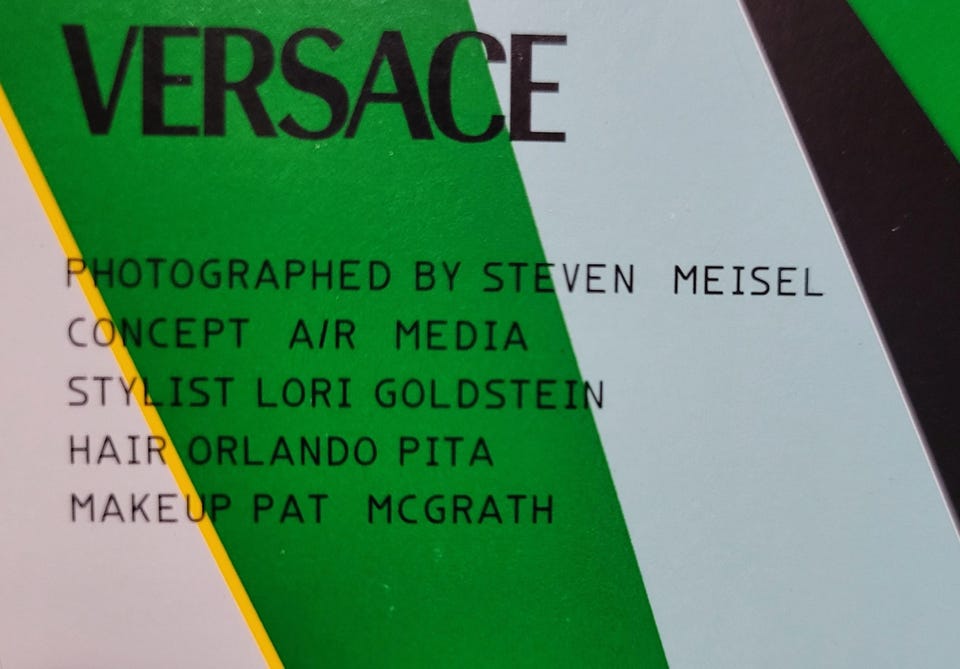 VERSACE
PHOTOGRAPHED BY STEVEN MEISEL
CONCEPT A/R MEDIA
STYLIST LORI GOLDSTEIN
HAIR ORLANDO PITA
MAKEUP PAT MCGRATH